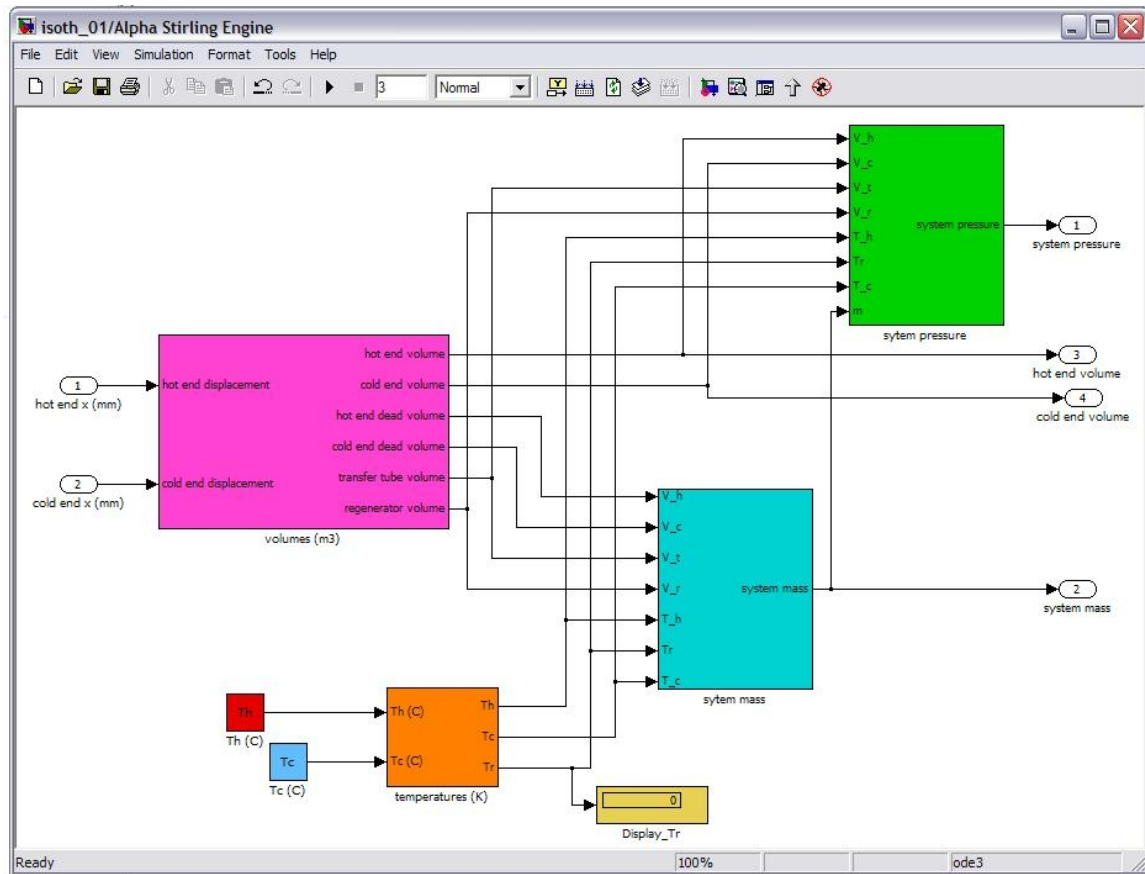 isoth_01/Alpha Stirling Engine
File Edit View Simulation Format Tools Help
3 Normal
V_h
V_c
V_t
V_r
T_h
Tr
T_c
m
system pressure
sytem pressure
1
system pressure
3
hot end volume
4
cold end volume
1
hot end x (mm)
2
cold end x (mm)
hot end displacement
cold end displacement
hot end volume
cold end volume
hot end dead volume
cold end dead volume
transfer tube volume
regenerator volume
volumes (m3)
V_h
V_c
V_t
V_r
T_h
Tr
T_c
system mass
sytem mass
2
system mass
Th
Th (C)
Tc
Tc (C)
Th (C)
Tc (C)
Th
Tc
Tr
temperatures (K)
0
Display_Tr
Ready 100% ode3